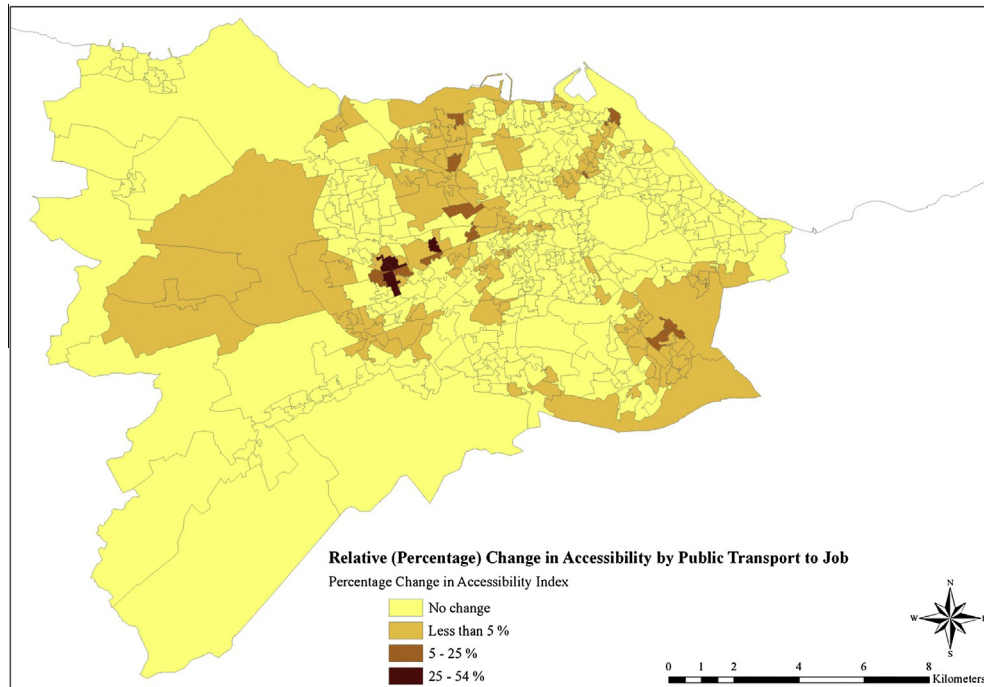 Relative (Percentage) Change in Accessibility by Public Transport to Job
Percentage Change in Accessibility Index
No change
Less than 5 %
5 - 25 %
25 - 54 %
N
W
E
S
0 1 2 4 6 8
Kilometers